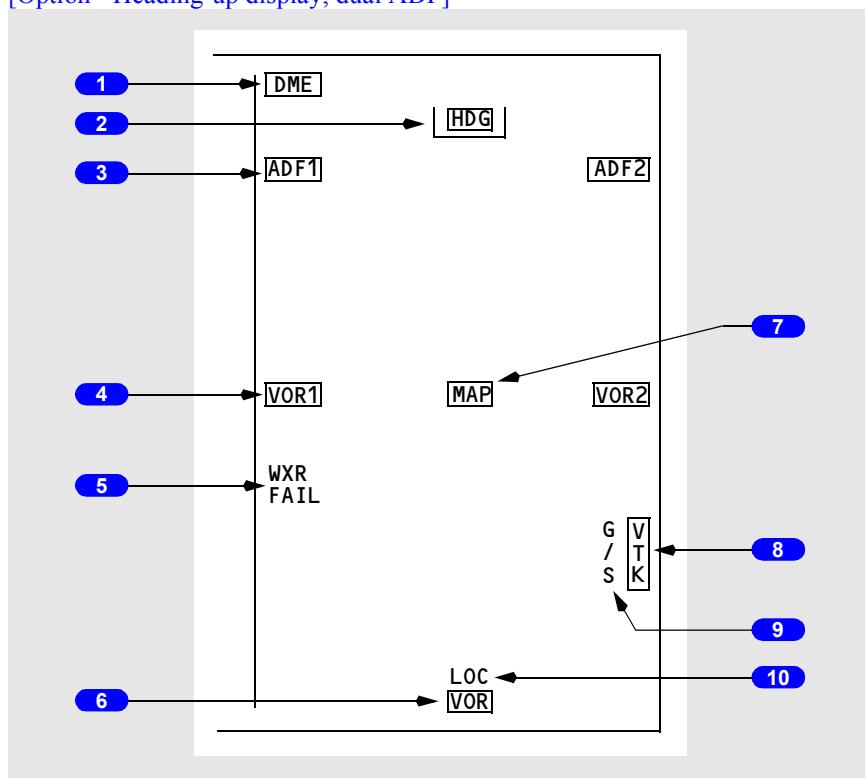 [Option - Heading-up display, dual ADF]
1 DME
2 HDG
3 ADF1 ADF2
7
4 VOR1 MAP VOR2
5 WXR
FAIL
G V
/ T 8
S K
9
LOC 10
6 VOR